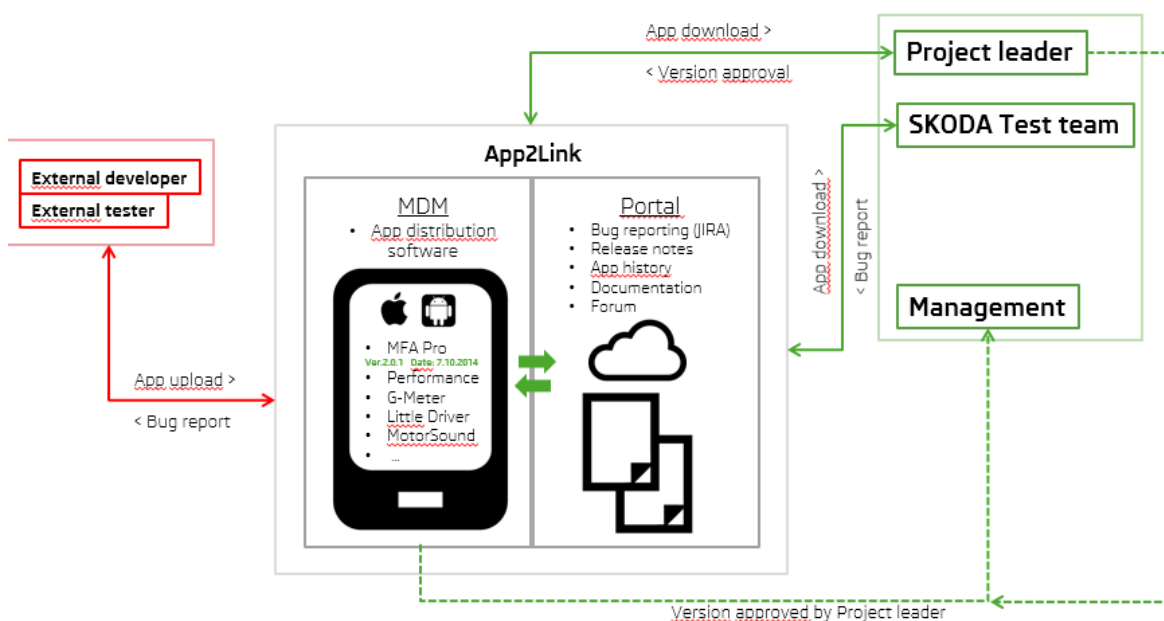 App download >
< Version approval
Project leader
SKODA Test team
Management
External developer
External tester
App upload >
< Bug report
App2Link
MDM
• App distribution
software
• MFA Pro
Ver.2.0.1 Date: 7.10.2014
• Performance
• G-Meter
• Little Driver
• MotorSound
• ...
Portal
• Bug reporting (JIRA)
• Release notes
• App history
• Documentation
• Forum
App download >
< Bug report
Version approved by Project leader